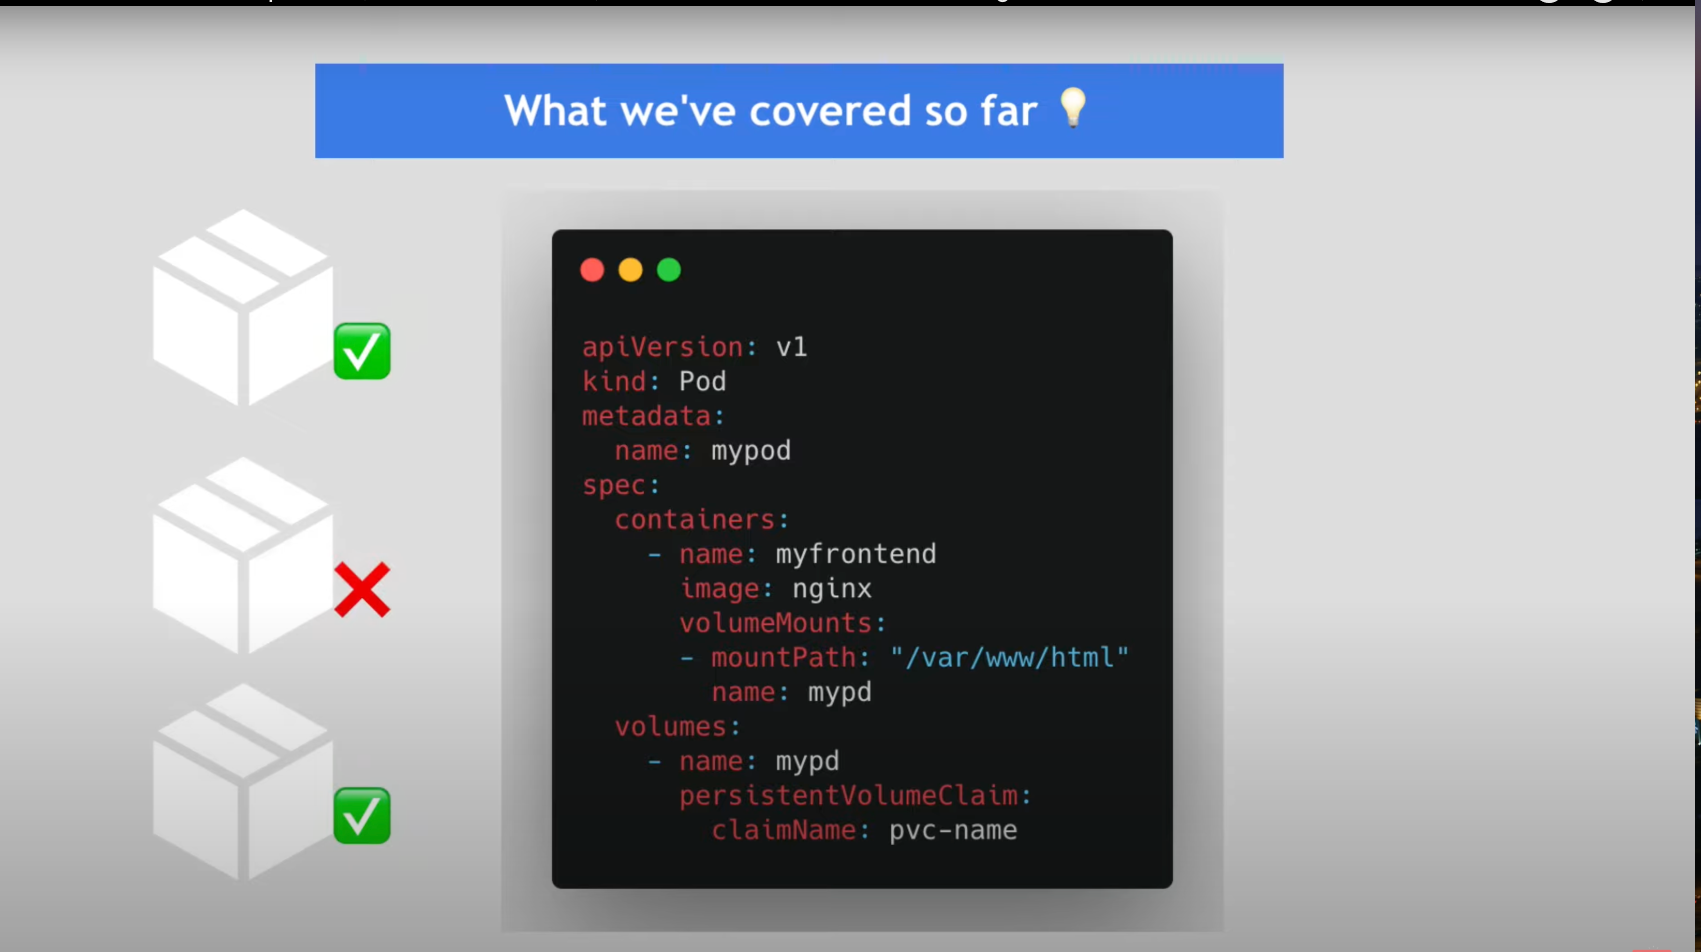 What we've covered so far
apiVersion: v1
kind: Pod
metadata:
  name: mypod
spec:
  containers:
    - name: myfrontend
      image: nginx
      volumeMounts:
      - mountPath: "/var/www/html"
        name: mypd
  volumes:
    - name: mypd
      persistentVolumeClaim:
        claimName: pvc-name